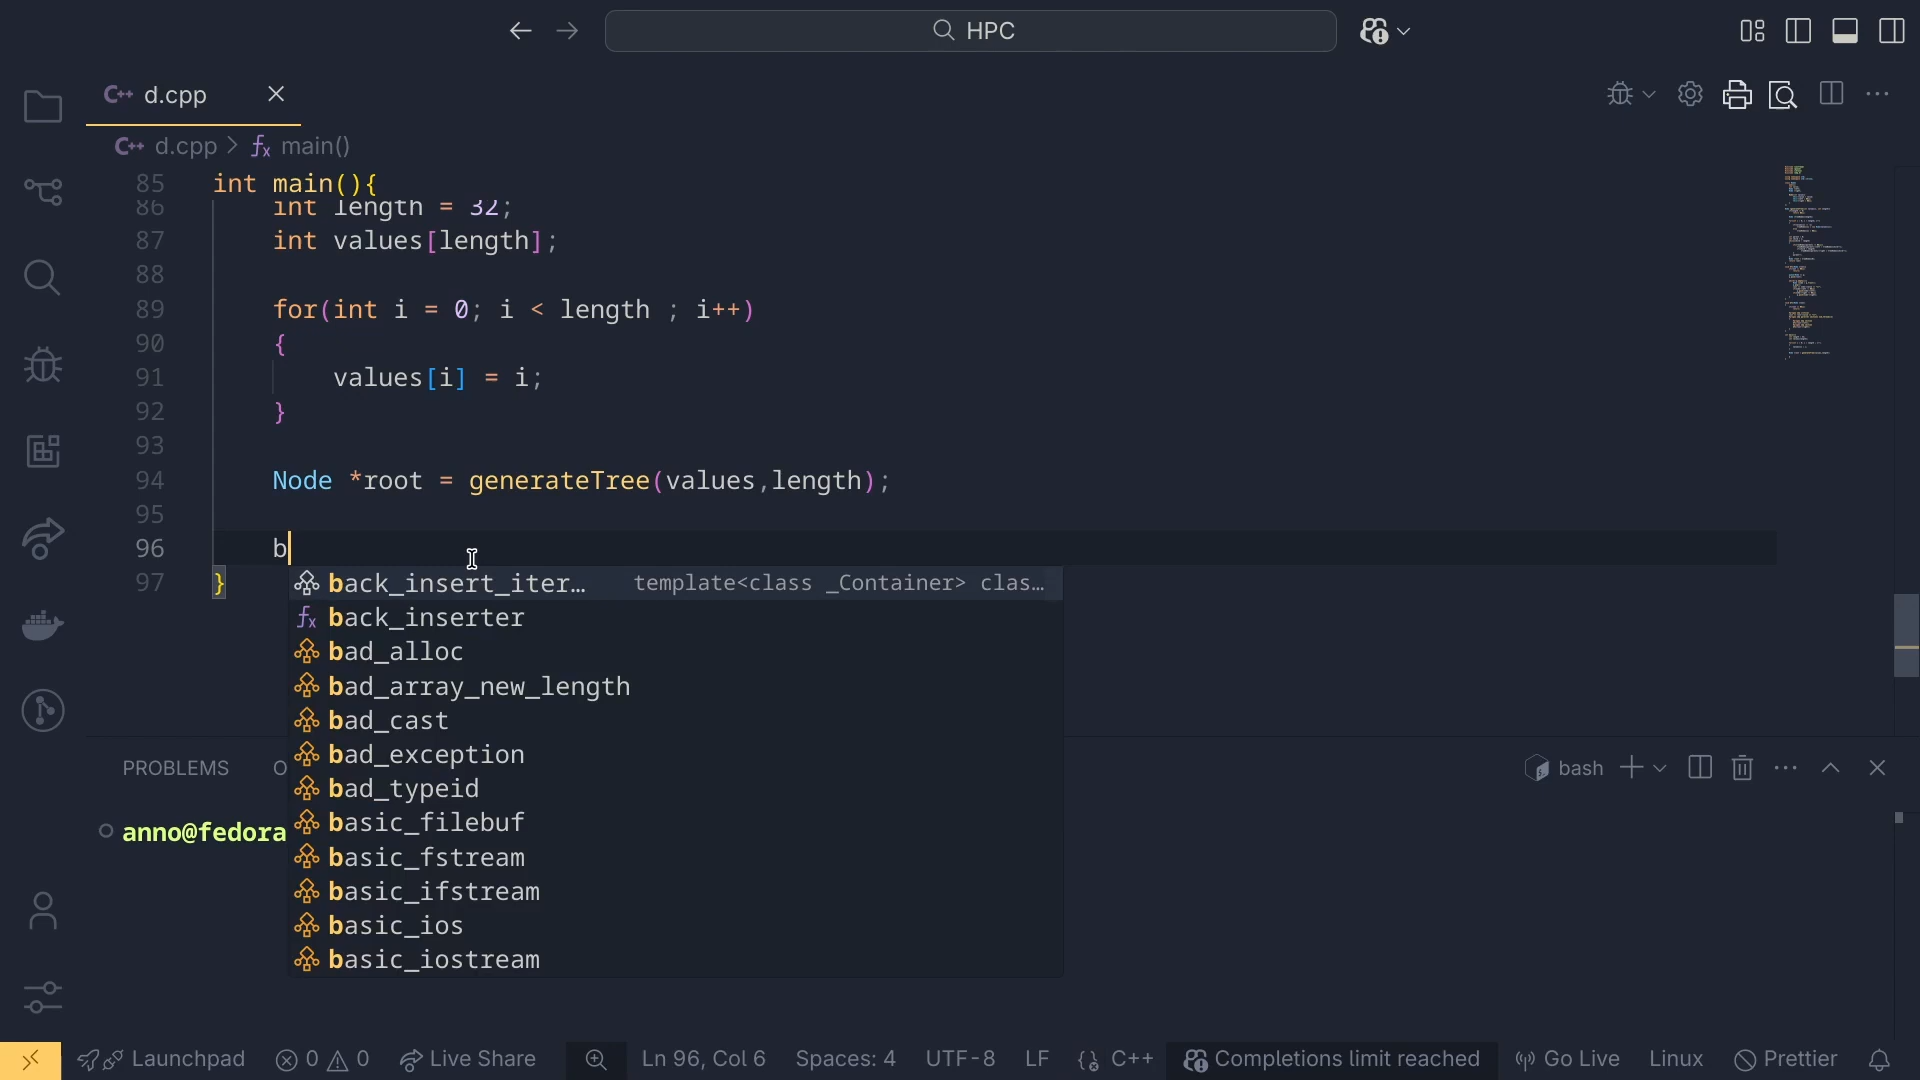 HPC
C++ d.cpp
C++ d.cpp > fx main()
85 int main(){
86 int length = 32;
87 int values[length];
88
89 for(int i = 0; i < length ; i++)
90 {
91 values[i] = i;
92 }
93
94 Node *root = generateTree(values,length);
95
96 b
97 }
back_insert_iter… template<class _Container> clas…
back_inserter
bad_alloc
bad_array_new_length
bad_cast
bad_exception
bad_typeid
basic_filebuf
basic_fstream
basic_ifstream
basic_ios
basic_iostream
PROBLEMS O
bash
anno@fedora
Launchpad 0 0 Live Share Ln 96, Col 6 Spaces: 4 UTF-8 LF {} C++ Completions limit reached Go Live Linux Prettier